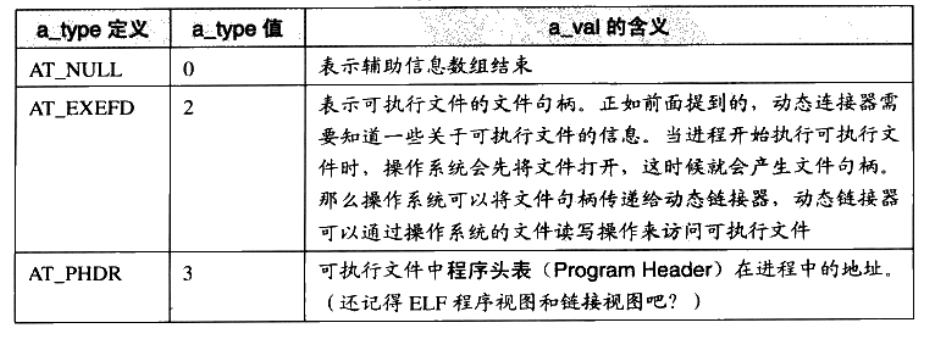 a_type 定义 a_type 值 a_val 的含义
AT_NULL 0 表示辅助信息数组结束
AT_EXEFD 2 表示可执行文件的文件句柄。正如前面提到的，动态连接器需
要知道一些关于可执行文件的信息。当进程开始执行可执行文
件时，操作系统会先将文件打开，这时候就会产生文件句柄。
那么操作系统可以将文件句柄传递给动态链接器，动态链接器
可以通过操作系统的文件读写操作来访问可执行文件
AT_PHDR 3 可执行文件中程序头表（Program Header）在进程中的地址。
（还记得 ELF 程序视图和链接视图吧？）